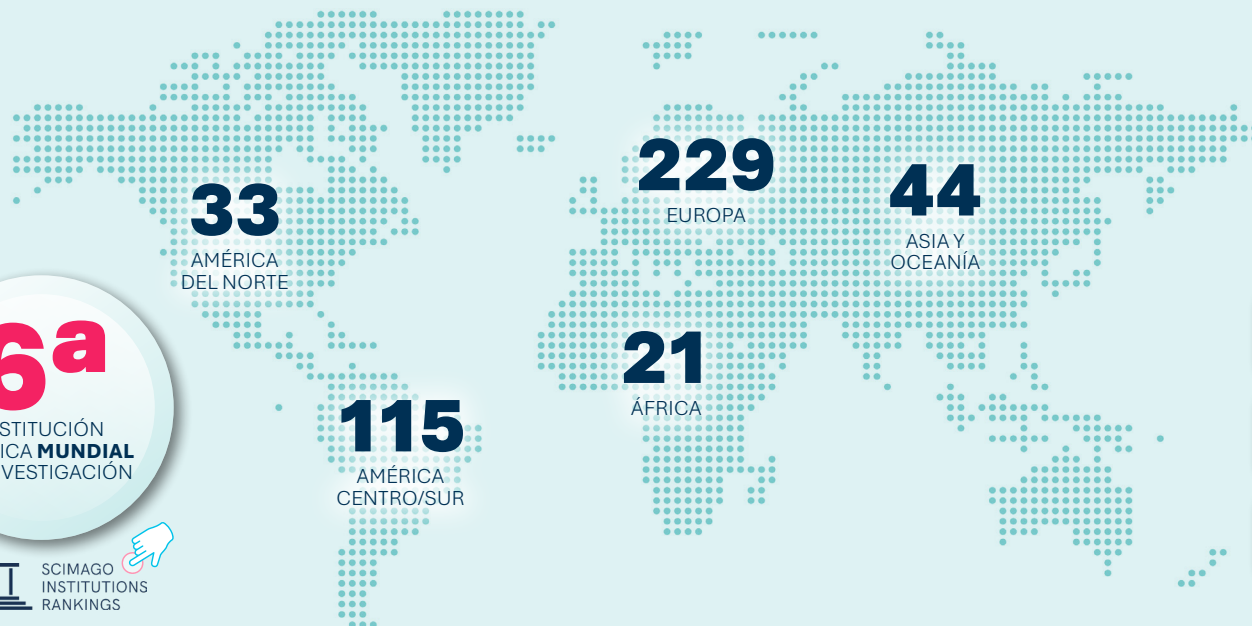 229
EUROPA
44
ASIA Y
OCEANÍA
33
AMÉRICA
DEL NORTE
21
ÁFRICA
115
AMÉRICA
CENTRO/SUR
6ª
STITUCIÓN
ICA MUNDIAL
VESTIGACIÓN
SCIMAGO
INSTITUTIONS
RANKINGS